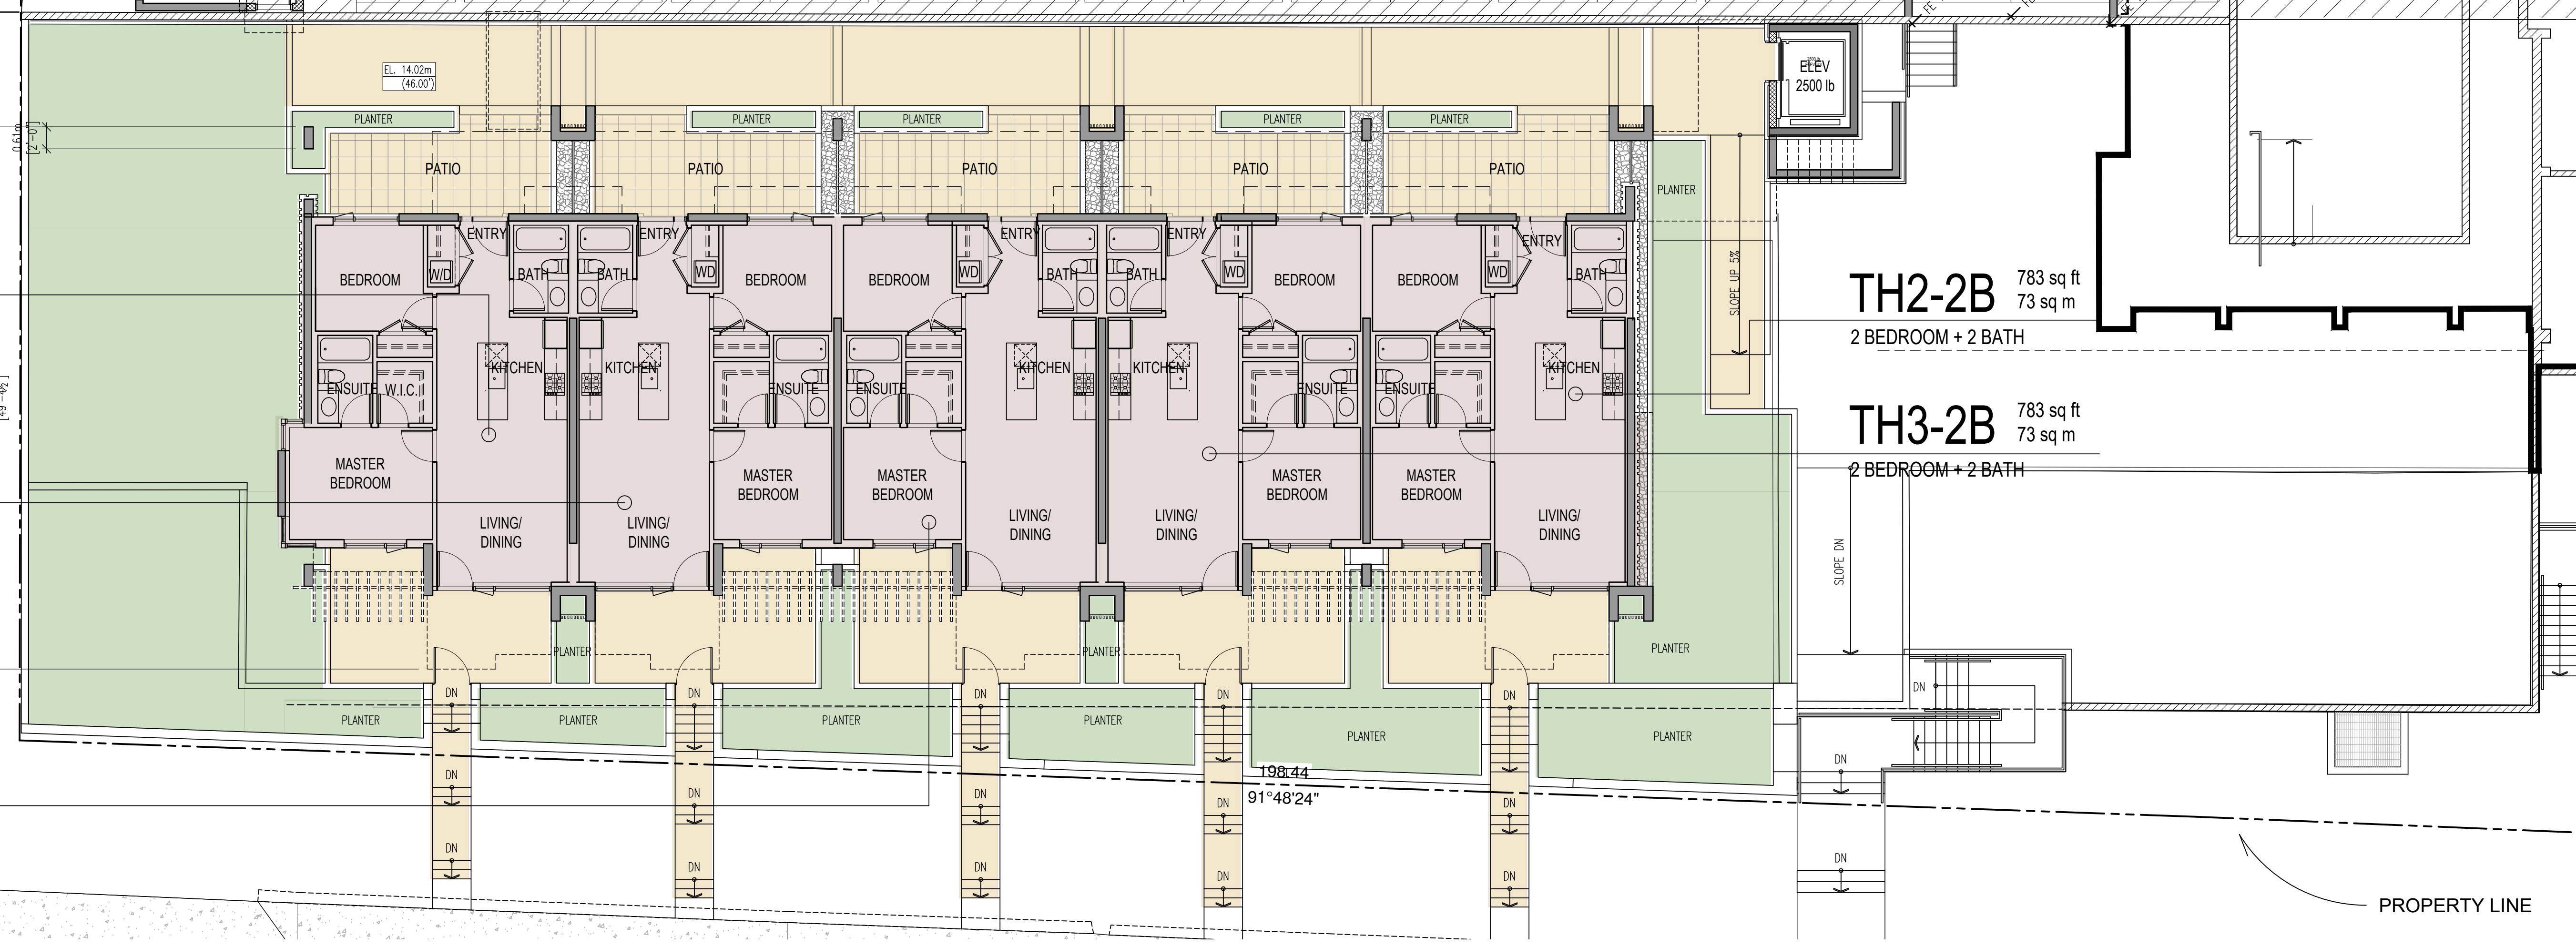 FE
FE
FE
EL. 14.02m
(46.00')
ELEV
2500 lb
PLANTER
PLANTER
PLANTER
PLANTER
PLANTER
0.61m
[2'-0"]
PATIO
PATIO
PATIO
PATIO
PATIO
PLANTER
ENTRY
ENTRY
ENTRY
ENTRY
ENTRY
BEDROOM
W/D
BATH
BATH
WD
BEDROOM
BEDROOM
WD
BATH
BATH
WD
BEDROOM
BEDROOM
WD
BATH
SLOPE UP 5%
TH2-2B
783 sq ft
73 sq m
2 BEDROOM + 2 BATH
KITCHEN
KITCHEN
KITCHEN
KITCHEN
KITCHEN
ENSUITE
W.I.C.
ENSUITE
ENSUITE
ENSUITE
ENSUITE
[49'-4½"]
TH3-2B
783 sq ft
73 sq m
2 BEDROOM + 2 BATH
MASTER
BEDROOM
MASTER
BEDROOM
MASTER
BEDROOM
MASTER
BEDROOM
MASTER
BEDROOM
LIVING/
DINING
LIVING/
DINING
LIVING/
DINING
LIVING/
DINING
LIVING/
DINING
SLOPE DN
PLANTER
PLANTER
PLANTER
DN
DN
DN
DN
DN
DN
PLANTER
PLANTER
PLANTER
PLANTER
PLANTER
PLANTER
198.44
91°48'24"
DN
DN
DN
DN
DN
DN
DN
DN
DN
DN
DN
DN
PROPERTY LINE